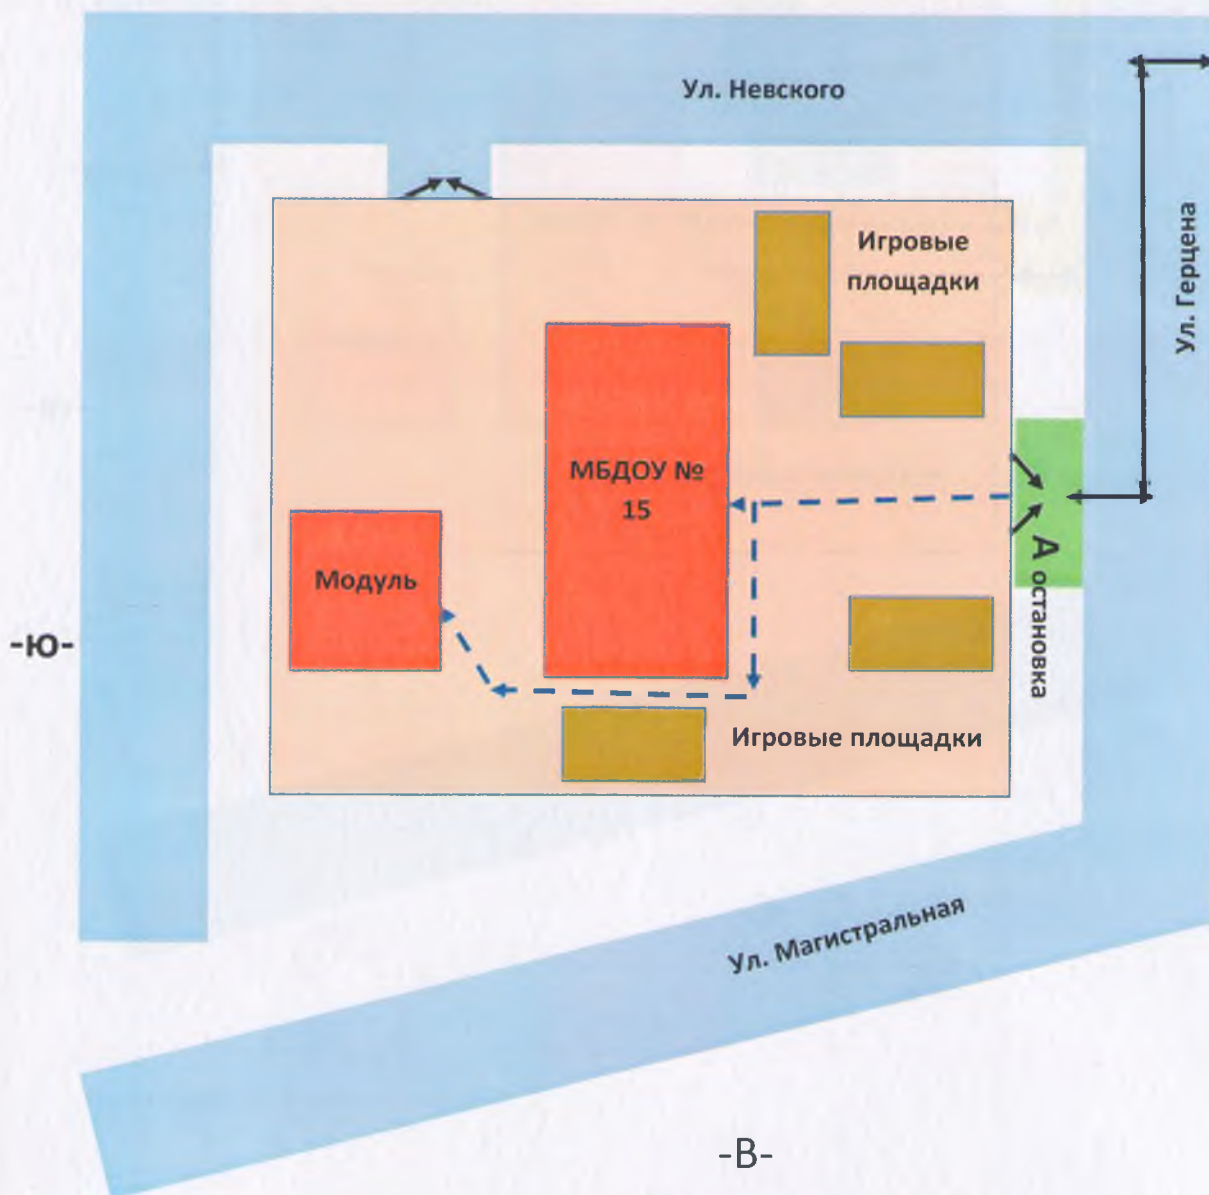 Ул. Невского
Ул. Герцена
Игровые
площадки
МБДОУ №
15
Модуль
А остановка
-Ю-
Игровые площадки
Ул. Магистральная
-В-